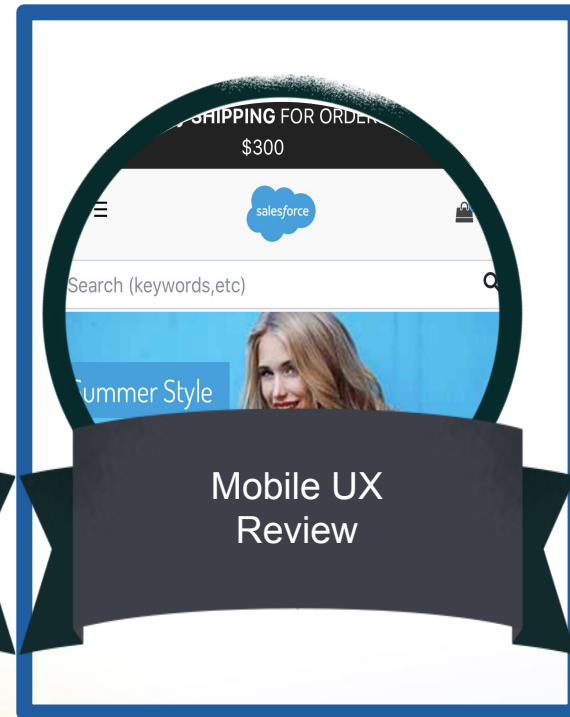 SHIPPING FOR ORDER
$300
salesforce
Search (keywords,etc)
Summer Style
Mobile UX
Review